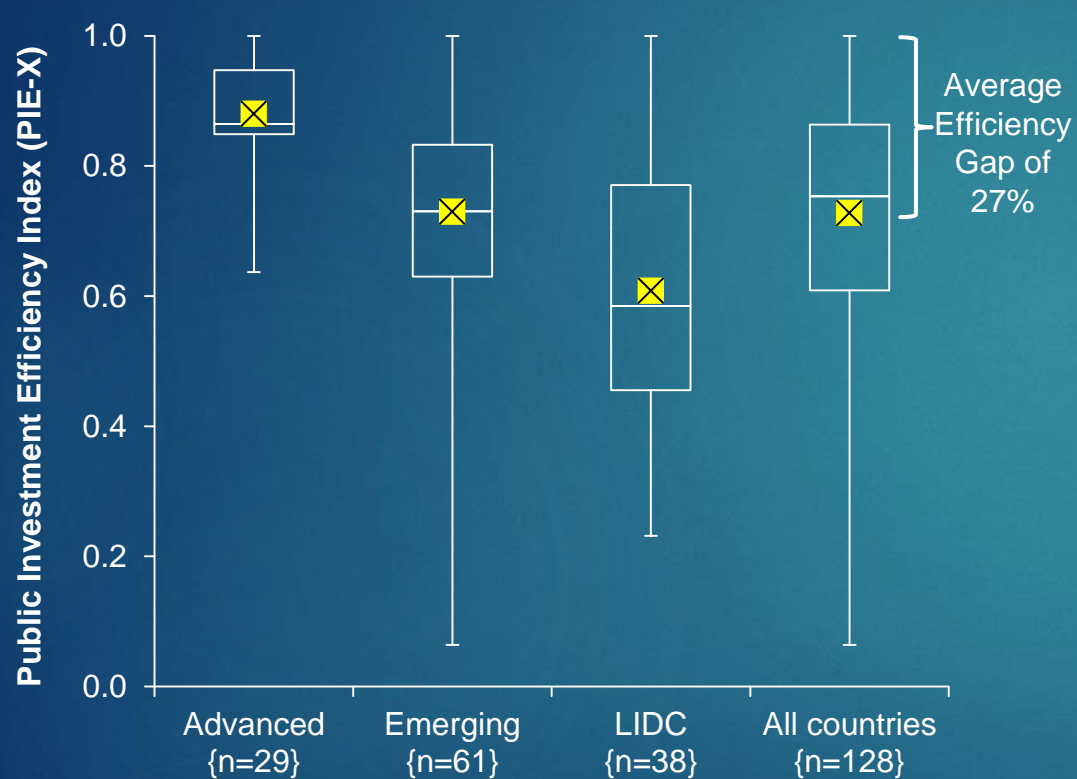 Public Investment Efficiency Index (PIE-X)
1.0
0.8
0.6
0.4
0.2
0.0
Average
Efficiency
Gap of
27%
Advanced
{n=29}
Emerging
{n=61}
LIDC
{n=38}
All countries
{n=128}